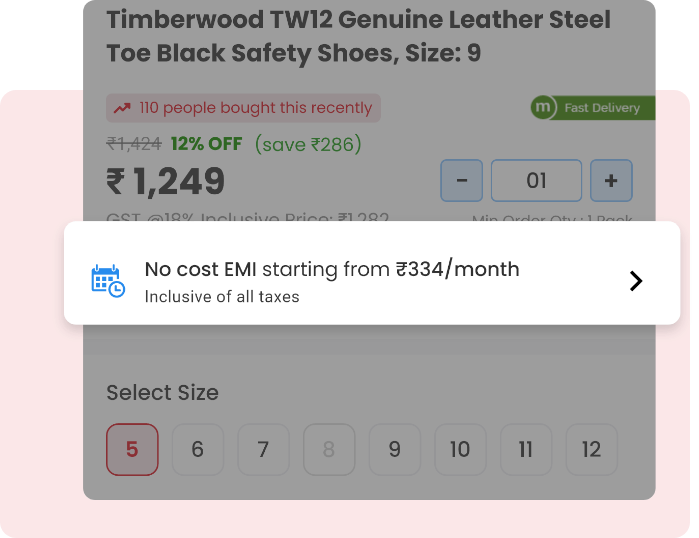 Timberwood TW12 Genuine Leather Steel
Toe Black Safety Shoes, Size: 9
110 people bought this recently
m Fast Delivery
₹1,424 12% OFF (save ₹286)
₹ 1,249
- 01 +
GST @18% Inclusive Price: ₹1,282
Min Order Qty : 1 Pack
No cost EMI starting from ₹334/month
Inclusive of all taxes
Select Size
5 6 7 8 9 10 11 12